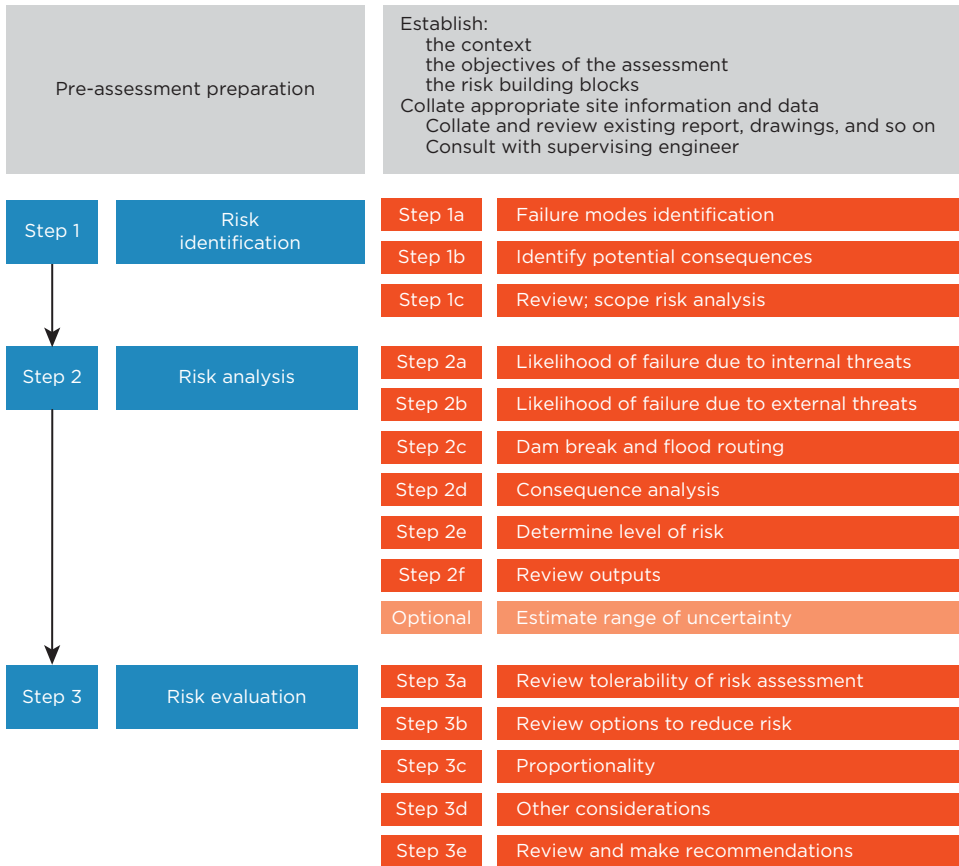 Pre-assessment preparation
Establish:
the context
the objectives of the assessment
the risk building blocks
Collate appropriate site information and data
Collate and review existing report, drawings, and so on
Consult with supervising engineer
Step 1
Risk
identification
Step 1a
Failure modes identification
Step 1b
Identify potential consequences
Step 1c
Review; scope risk analysis
Step 2
Risk analysis
Step 2a
Likelihood of failure due to internal threats
Step 2b
Likelihood of failure due to external threats
Step 2c
Dam break and flood routing
Step 2d
Consequence analysis
Step 2e
Determine level of risk
Step 2f
Review outputs
Optional
Estimate range of uncertainty
Step 3
Risk evaluation
Step 3a
Review tolerability of risk assessment
Step 3b
Review options to reduce risk
Step 3c
Proportionality
Step 3d
Other considerations
Step 3e
Review and make recommendations